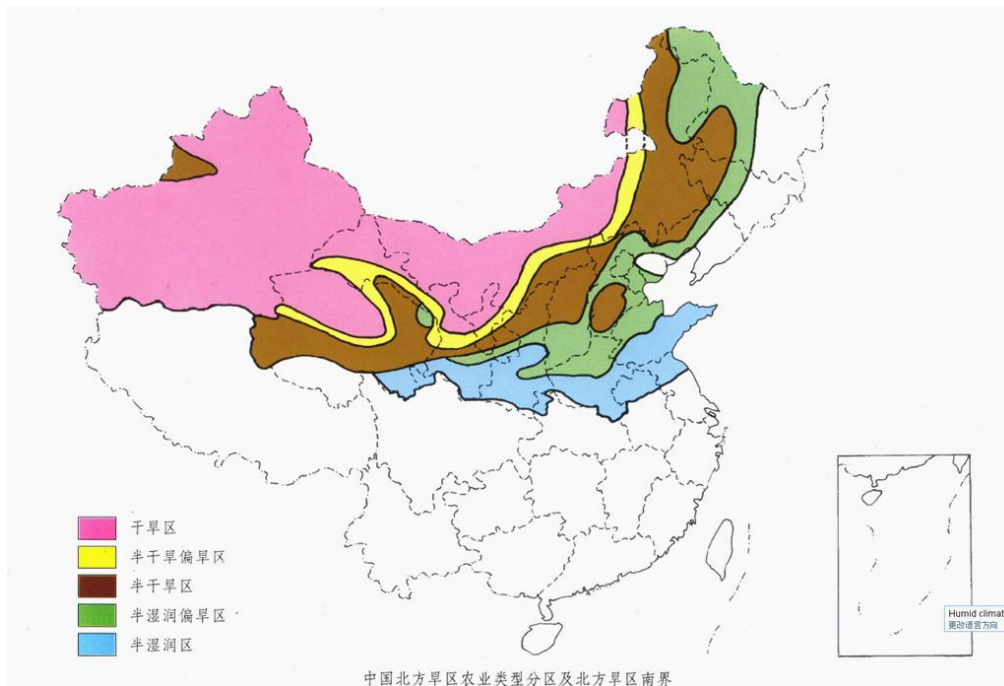 干旱区
半干旱偏旱区
半干旱区
半湿润偏旱区
半湿润区
Humid climat
更改语言方向
中国北方旱区农业类型分区及北方旱区南界